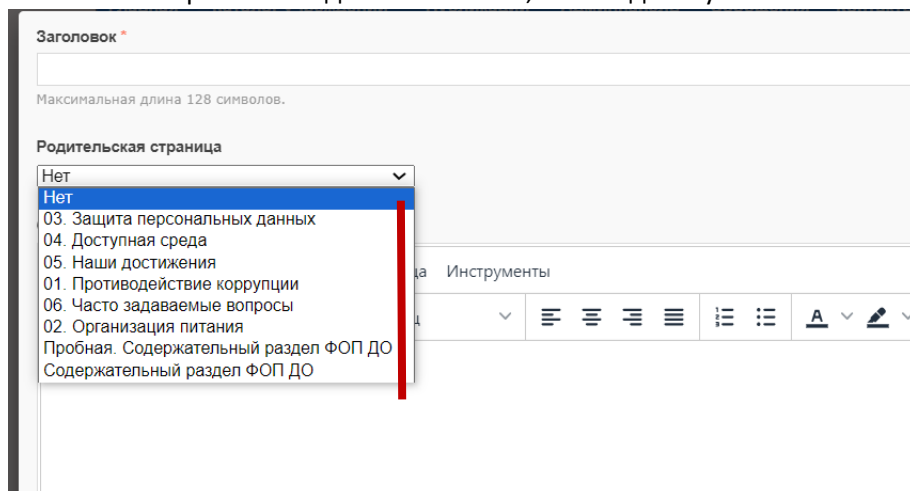 Заголовок *
Максимальная длина 128 символов.
Родительская страница
Нет
Нет
03. Защита персональных данных
04. Доступная среда
05. Наши достижения
01. Противодействие коррупции
06. Часто задаваемые вопросы
02. Организация питания
Пробная. Содержательный раздел ФОП ДО
Содержательный раздел ФОП ДО
Инструменты
A